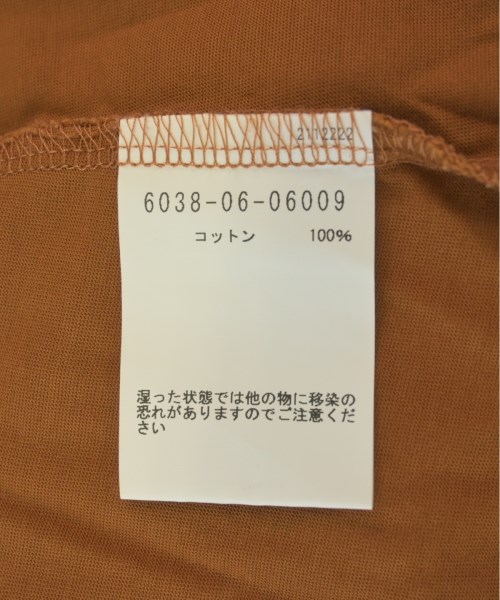 2112222
6038-06-06009
コットン 100%
湿った状態では他の物に移染の
恐れがありますのでご注意くだ
さい